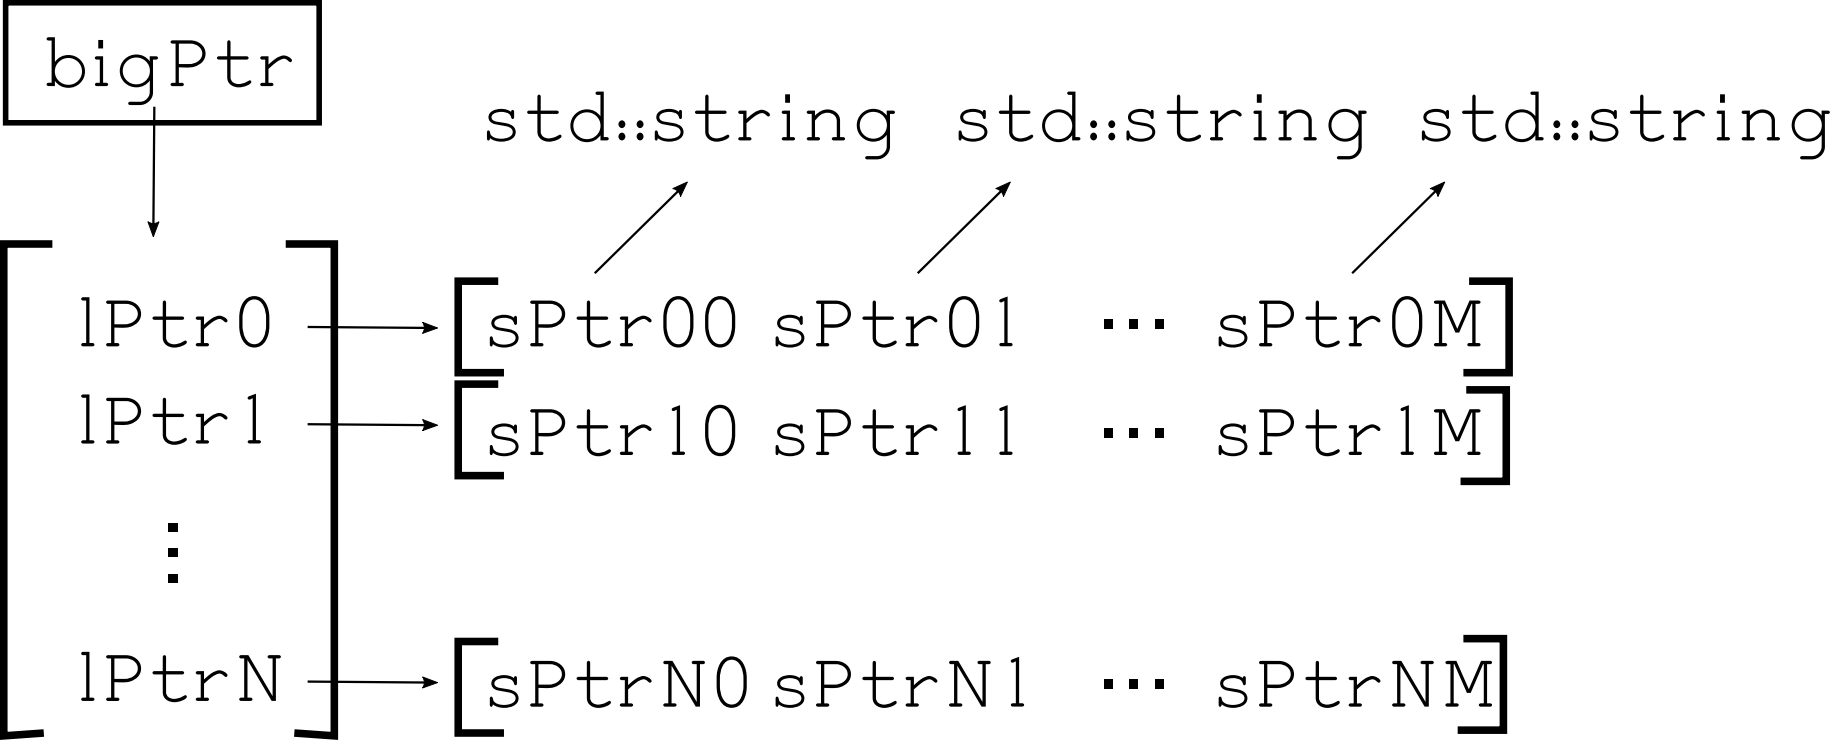 bigPtr
std::string std::string std::string
lPtr0 sPtr00 sPtr01 ... sPtr0M
lPtr1 sPtr10 sPtr11 ... sPtr1M
⋮
lPtrN sPtrN0 sPtrN1 ... sPtrNM